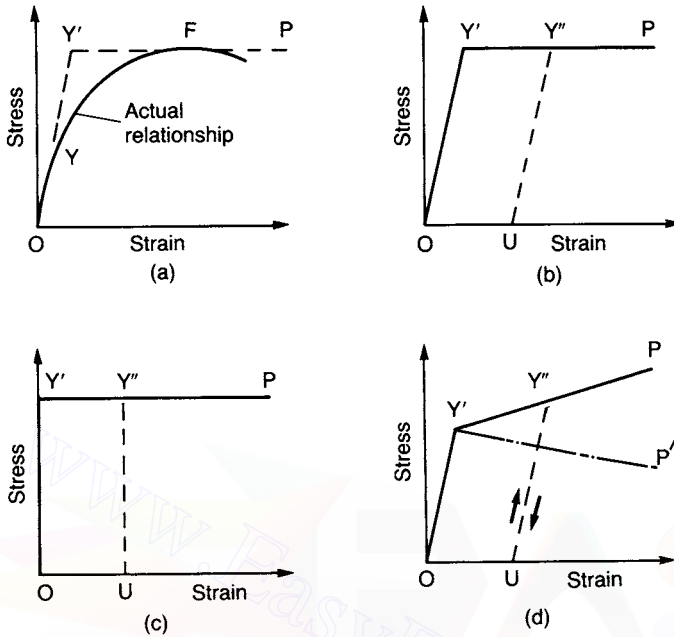 Y' F P
Stress
Actual
relationship
Y
O Strain
(a)
Y' Y" P
Stress
O U Strain
(b)
Y' Y" P
Stress
O U Strain
(c)
P
Y' Y"
P'
Stress
O U Strain
(d)